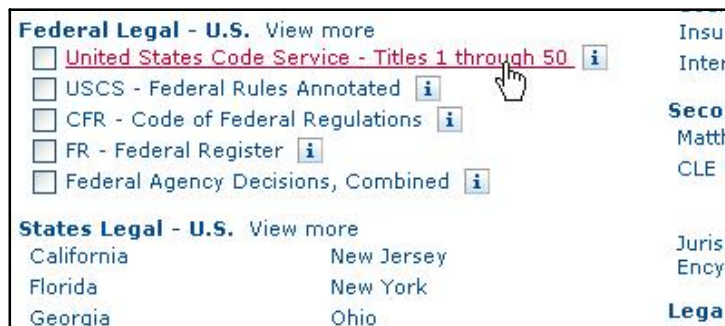 Federal Legal - U.S. View more
United States Code Service - Titles 1 through 50 i
USCS - Federal Rules Annotated i
CFR - Code of Federal Regulations i
FR - Federal Register i
Federal Agency Decisions, Combined i
States Legal - U.S. View more
California New Jersey
Florida New York
Georgia Ohio
Insu
Inter
Seco
Matth
CLE
Juris
Ency
Lega